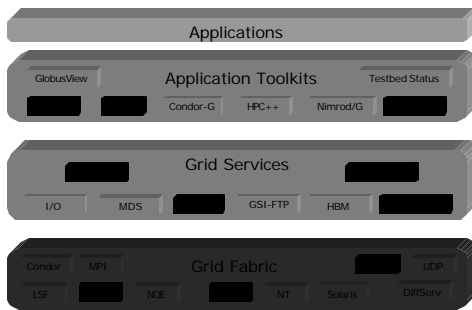 Applications
GlobusView Application Toolkits Testbed Status
Condor-G HPC++ Nimrod/G
Grid Services
I/O MDS GSI-FTP HBM
Condor MPI Grid Fabric UDP
LSF NQE NT Solaris DiffServ